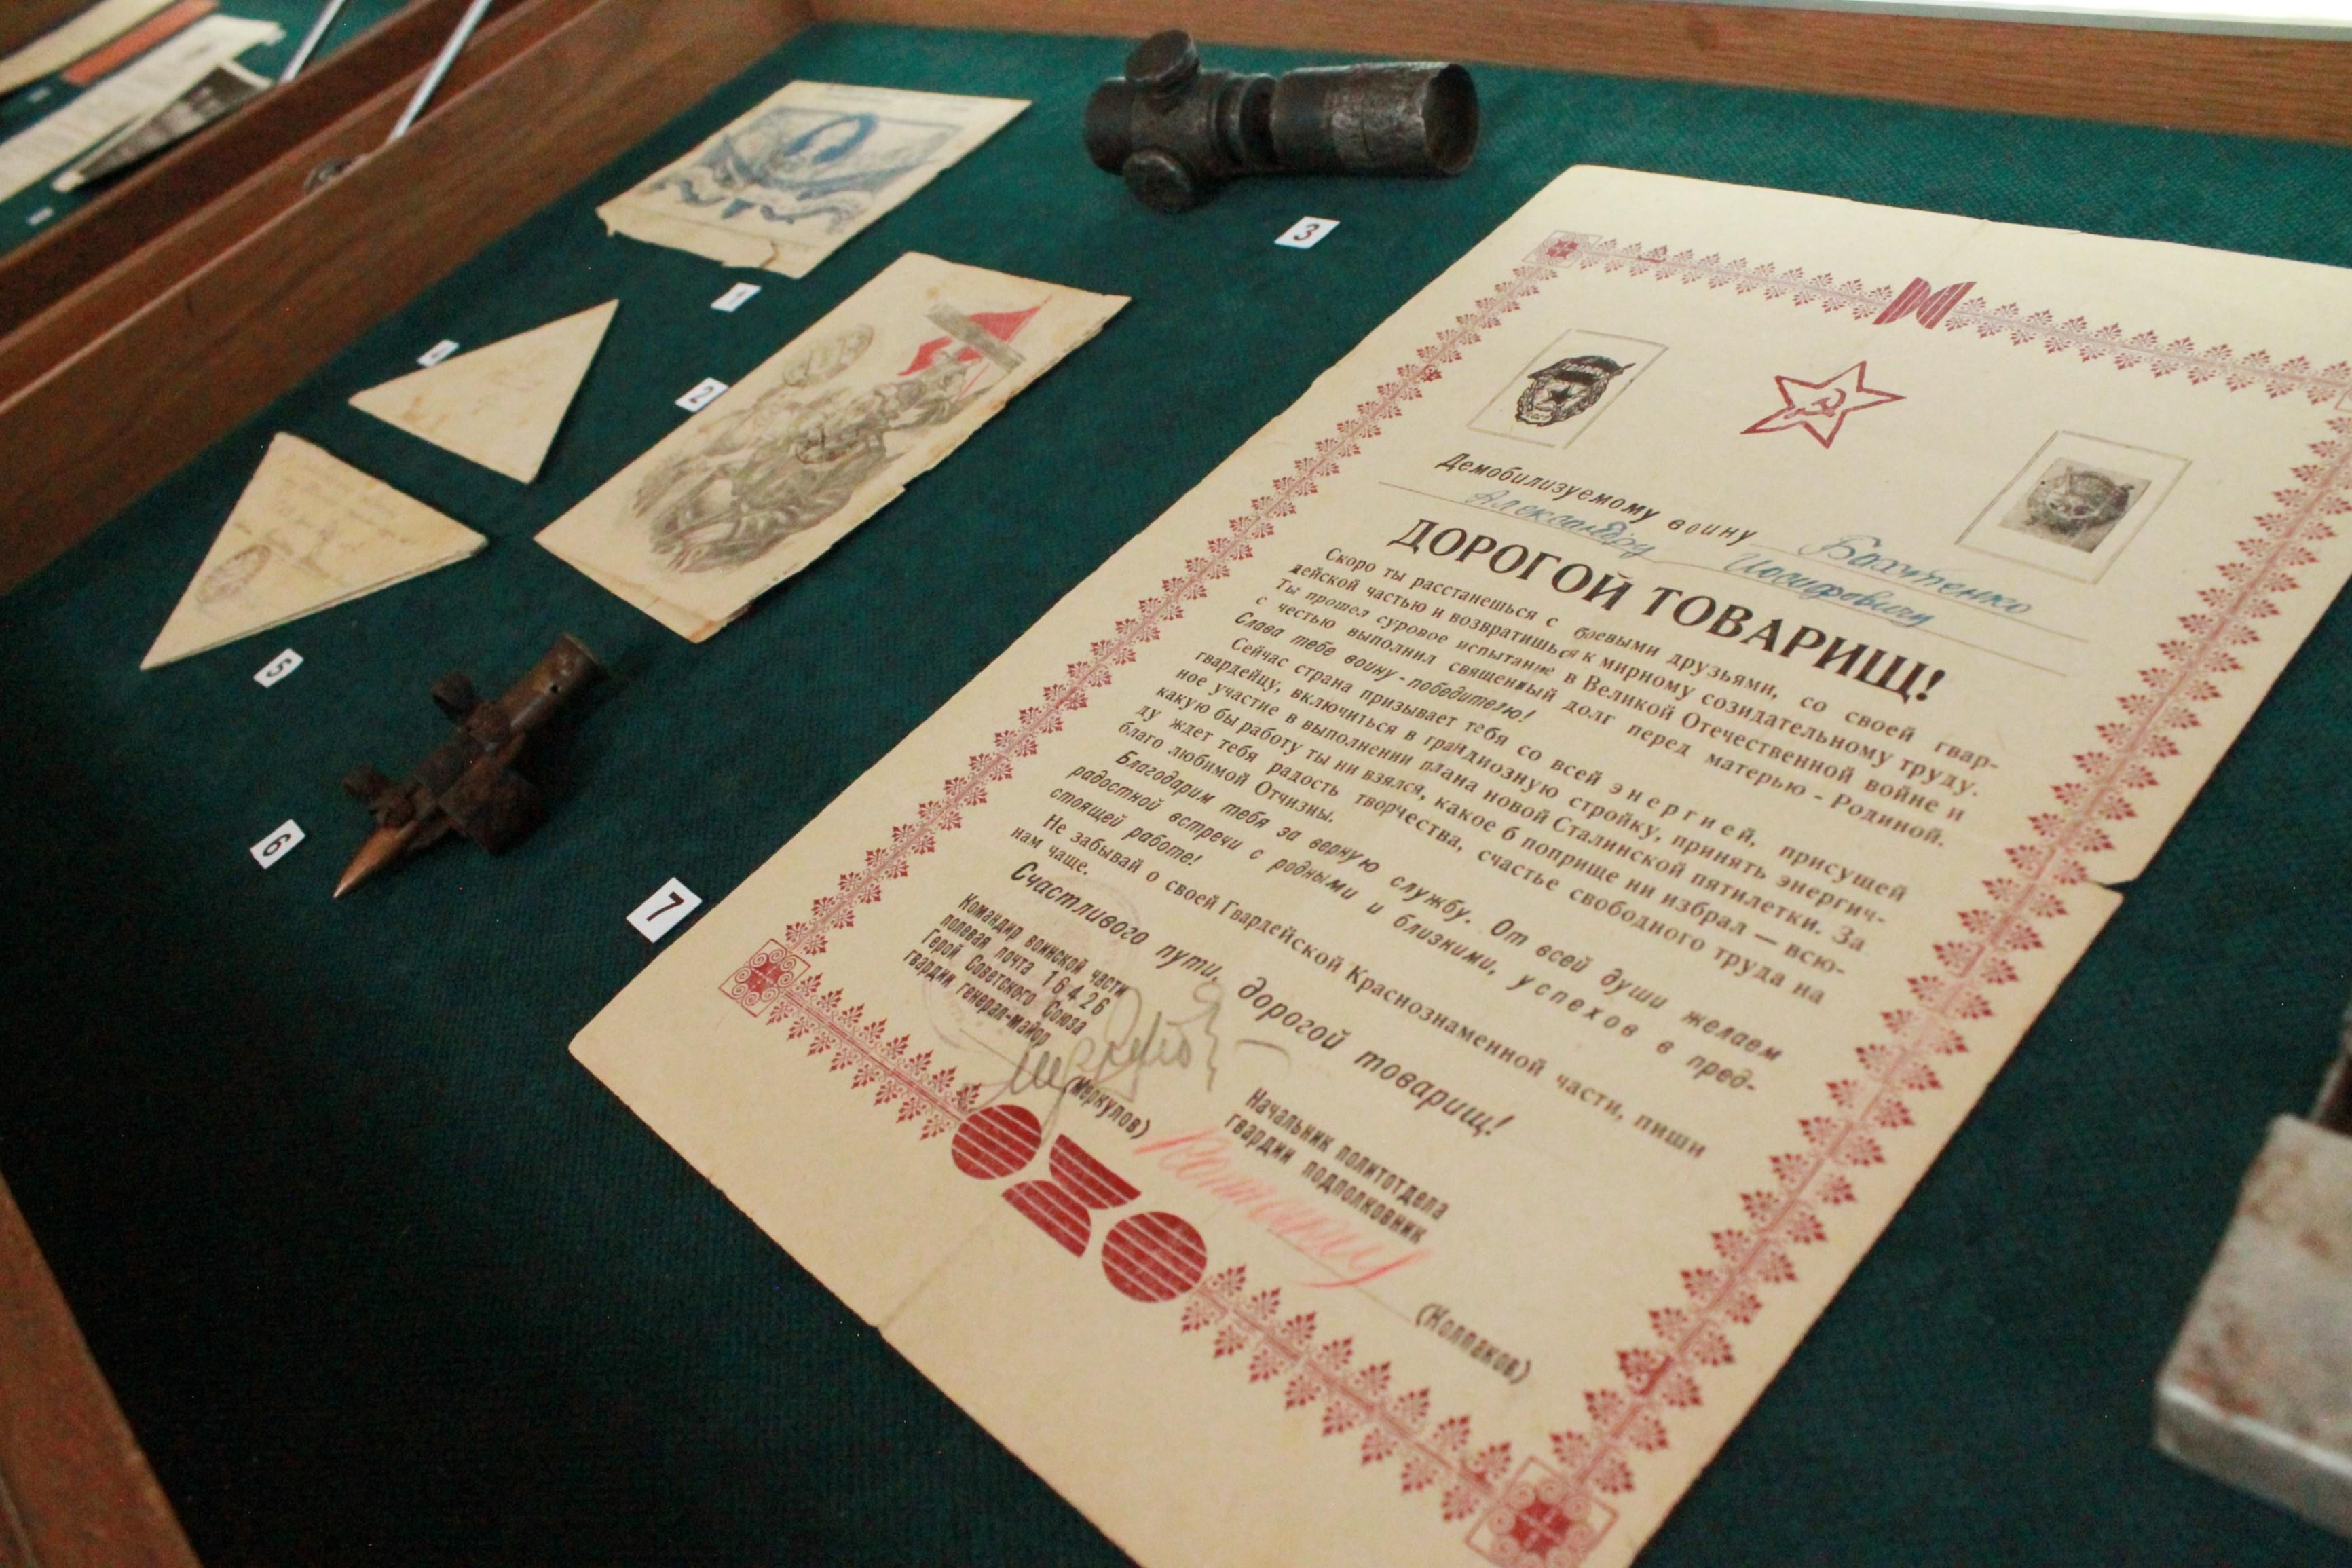 1
2
3
4
5
6
7
ГВАРДИЯ
Демобилизуемому воину Бахтенко
Александру Иосифовичу
ДОРОГОЙ ТОВАРИЩ!
Скоро ты расстанешься с боевыми друзьями, со своей гвар-
дейской частью и возвратишься к мирному созидательному труду.
Ты прошел суровое испытание в Великой Отечественной войне и
с честью выполнил священный долг перед матерью - Родиной.
Слава тебе воину - победителю!
Сейчас страна призывает тебя со всей энергией, присущей
гвардейцу, включиться в грандиозную стройку, принять энергич-
ное участие в выполнении плана новой Сталинской пятилетки. За
какую бы работу ты ни взялся, какое б поприще ни избрал — всю-
ду ждет тебя радость творчества, счастье свободного труда на
благо любимой Отчизны.
Благодарим тебя за верную службу. От всей души желаем
радостной встречи с родными и близкими, успехов в пред-
стоящей работе!
Не забывай о своей Гвардейской Краснознаменной части, пиши
нам чаще.
Счастливого пути, дорогой товарищ!
Командир воинской части
полевая почта 16426
Герой Советского Союза
гвардии генерал-майор
(Меркулов)
Начальник политотдела
гвардии подполковник
(Колпаков)